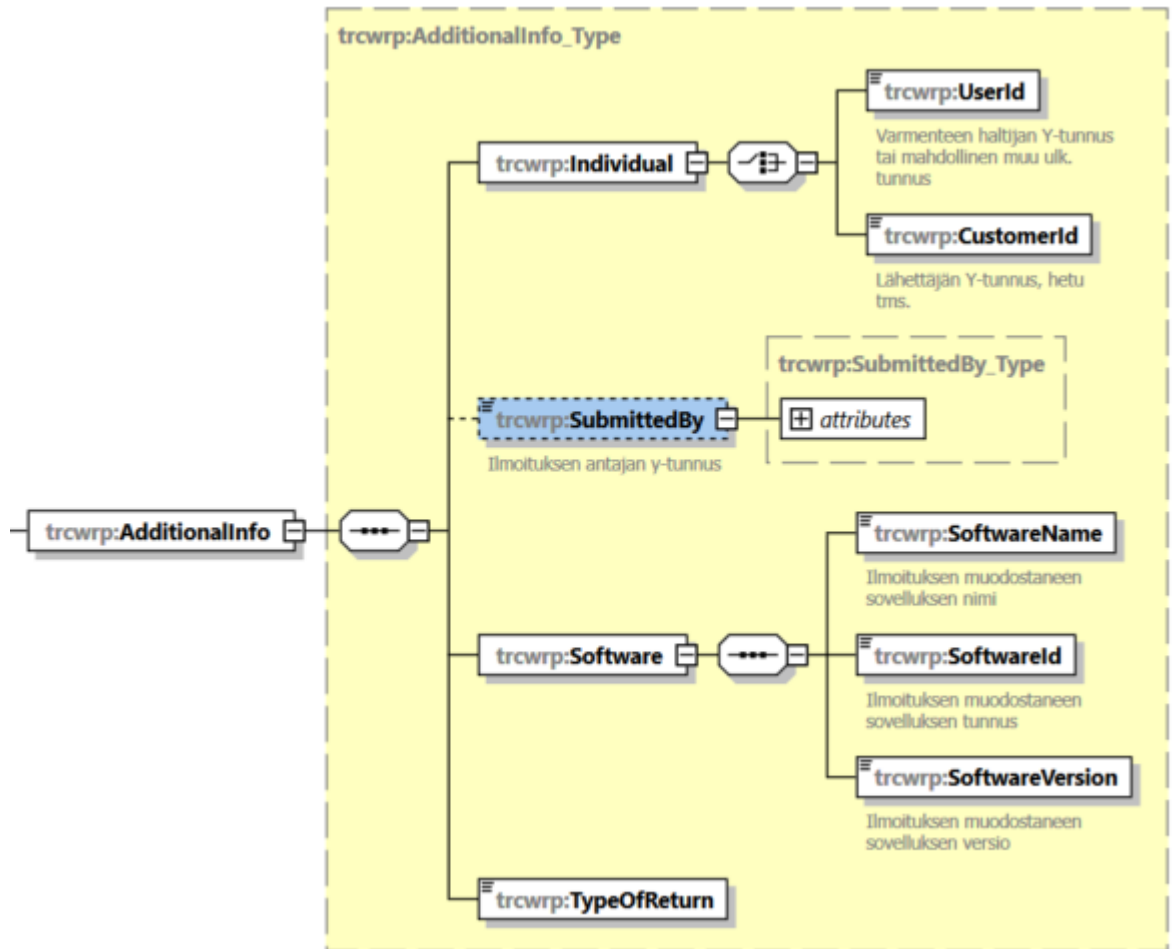 trcwrp:AdditionalInfo_Type
trcwrp:UserId
Varmenteen haltijan Y-tunnus
tai mahdollinen muu ulk.
tunnus
trcwrp:Individual
trcwrp:CustomerId
Lähettäjän Y-tunnus, hetu
tms.
trcwrp:SubmittedBy_Type
trcwrp:SubmittedBy
attributes
Ilmoituksen antajan y-tunnus
trcwrp:AdditionalInfo
trcwrp:SoftwareName
Ilmoituksen muodostaneen
sovelluksen nimi
trcwrp:Software
trcwrp:SoftwareId
Ilmoituksen muodostaneen
sovelluksen tunnus
trcwrp:SoftwareVersion
Ilmoituksen muodostaneen
sovelluksen versio
trcwrp:TypeOfReturn